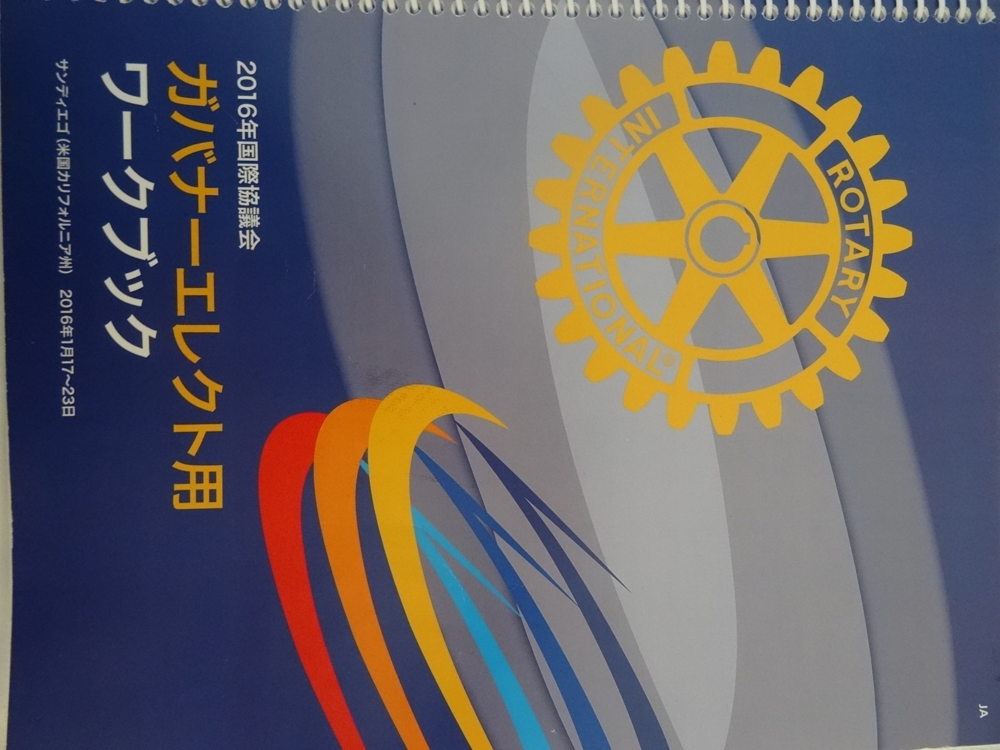 JA
ROTARY
INTERNATIONAL®
2016年国際協議会
ガバナーエレクト用
ワークブック
サンディエゴ（米国カリフォルニア州） 2016年1月17～23日